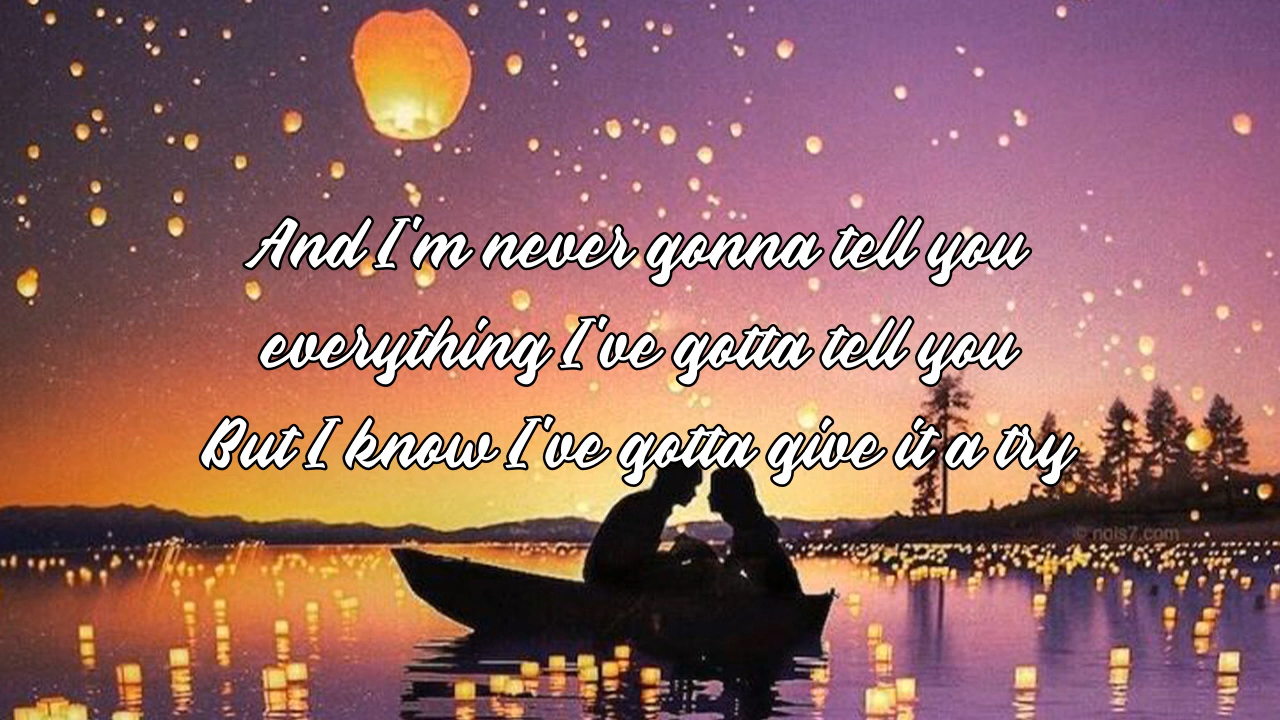 And I'm never gonna tell you
everything I've gotta tell you
But I know I've gotta give it a try
© nois7.com